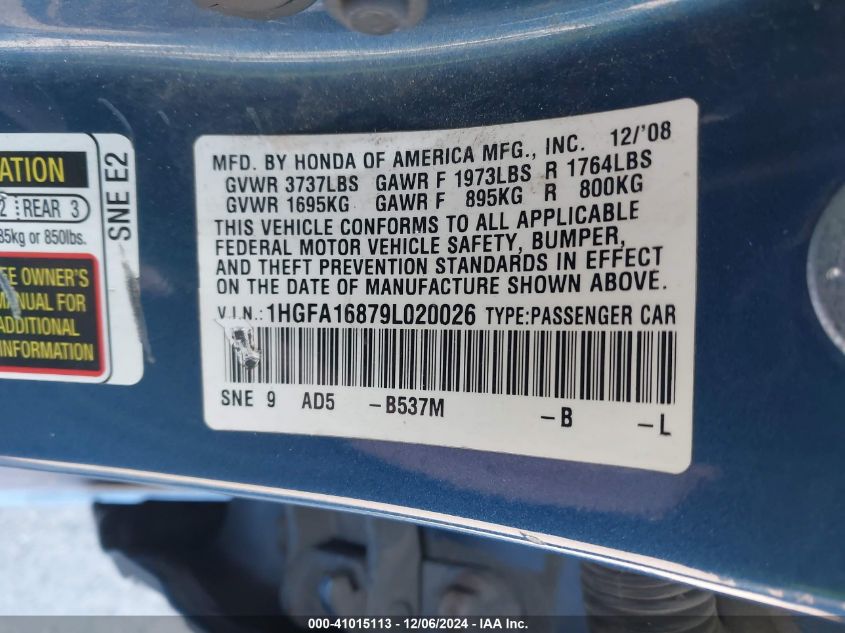 ATION
2 REAR 3
85kg or 850lbs.
SEE OWNER'S
MANUAL FOR
ADDITIONAL
INFORMATION
SNE E2
MFD. BY HONDA OF AMERICA MFG., INC. 12/'08
GVWR 3737LBS GAWR F 1973LBS R 1764LBS
GVWR 1695KG GAWR F 895KG R 800KG
THIS VEHICLE CONFORMS TO ALL APPLICABLE
FEDERAL MOTOR VEHICLE SAFETY, BUMPER,
AND THEFT PREVENTION STANDARDS IN EFFECT
ON THE DATE OF MANUFACTURE SHOWN ABOVE.
V.I.N.: 1HGFA16879L020026 TYPE:PASSENGER CAR
SNE 9 AD5 -B537M -B -L
000-41015113 - 12/06/2024 - IAA Inc.